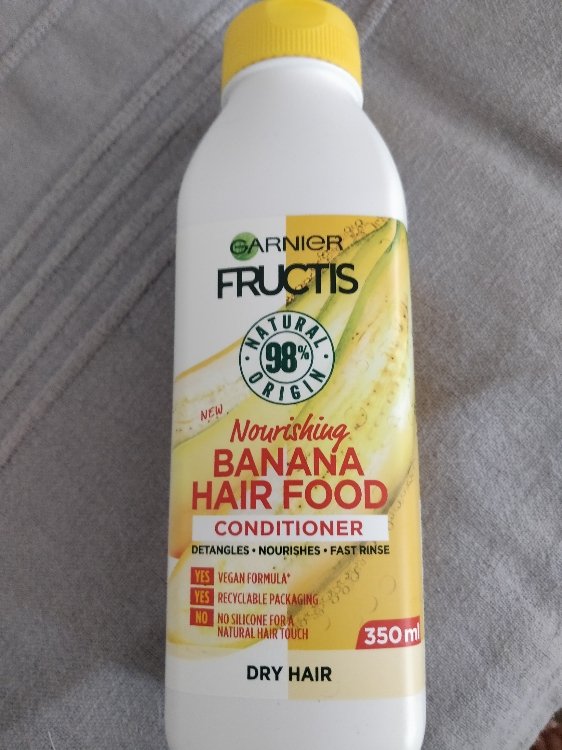 GARNIER
FRUCTIS
NATURAL
98%
ORIGIN
NEW
Nourishing
BANANA
HAIR FOOD
CONDITIONER
DETANGLES • NOURISHES • FAST RINSE
YES VEGAN FORMULA*
YES RECYCLABLE PACKAGING
NO NO SILICONE FOR A
NATURAL HAIR TOUCH
350 ml
DRY HAIR